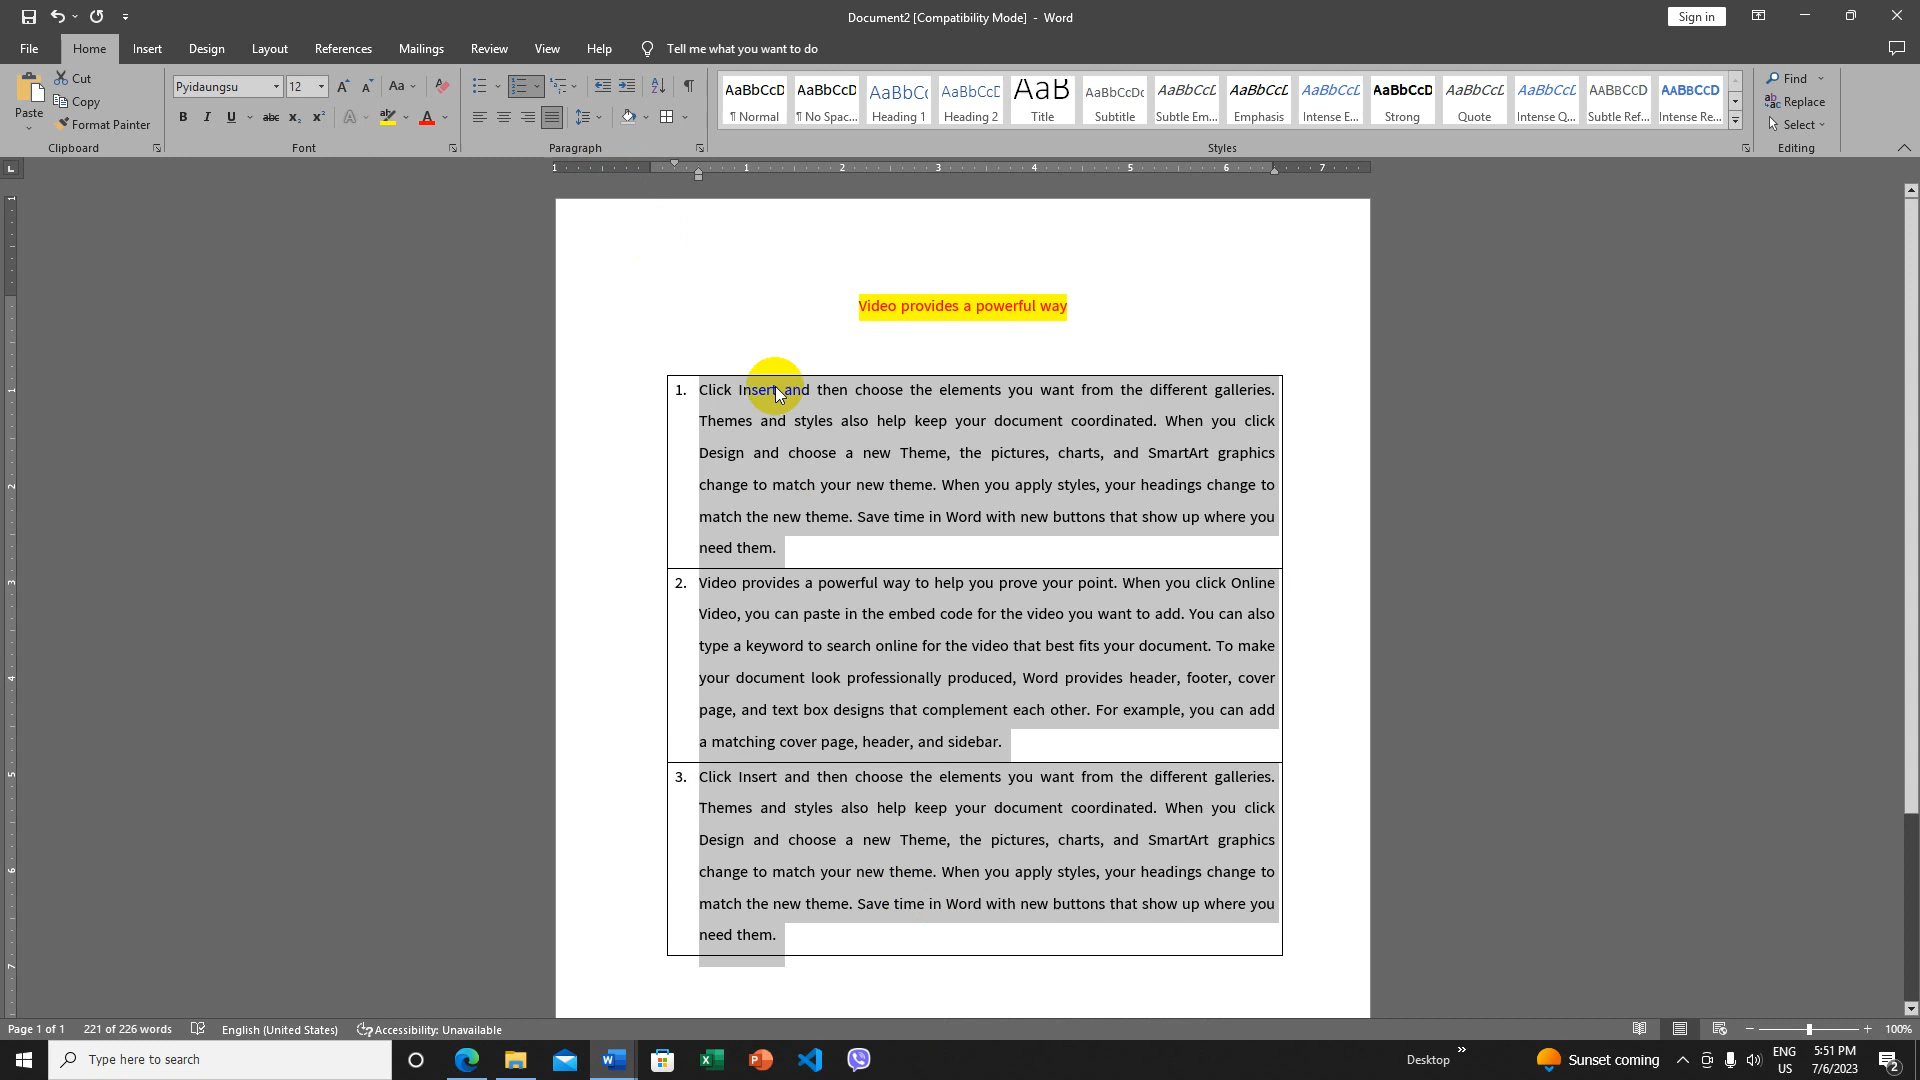 Document2 [Compatibility Mode] - Word
Sign in
File Home Insert Design Layout References Mailings Review View Help Tell me what you want to do
Paste
Cut
Copy
Format Painter
Clipboard
Pyidaungsu 12
Font
Paragraph
AaBbCcD AaBbCcD AaBbC AaBbCcC AaB AaBbCcDc AaBbCcL AaBbCcL AaBbCcL AaBbCcD AaBbCcL AaBbCcL AABBCCD AABBCCD
¶ Normal ¶ No Spac... Heading 1 Heading 2 Title Subtitle Subtle Em... Emphasis Intense E... Strong Quote Intense Q... Subtle Ref... Intense Re...
Styles
Find
Replace
Select
Editing
1 1 2 3 4 5 6 7
Video provides a powerful way
1. Click Insert and then choose the elements you want from the different galleries.
Themes and styles also help keep your document coordinated. When you click
Design and choose a new Theme, the pictures, charts, and SmartArt graphics
change to match your new theme. When you apply styles, your headings change to
match the new theme. Save time in Word with new buttons that show up where you
need them.
2. Video provides a powerful way to help you prove your point. When you click Online
Video, you can paste in the embed code for the video you want to add. You can also
type a keyword to search online for the video that best fits your document. To make
your document look professionally produced, Word provides header, footer, cover
page, and text box designs that complement each other. For example, you can add
a matching cover page, header, and sidebar.
3. Click Insert and then choose the elements you want from the different galleries.
Themes and styles also help keep your document coordinated. When you click
Design and choose a new Theme, the pictures, charts, and SmartArt graphics
change to match your new theme. When you apply styles, your headings change to
match the new theme. Save time in Word with new buttons that show up where you
need them.
Page 1 of 1 221 of 226 words English (United States) Accessibility: Unavailable
100%
Type here to search
Desktop
Sunset coming
ENG
US
5:51 PM
7/6/2023
2